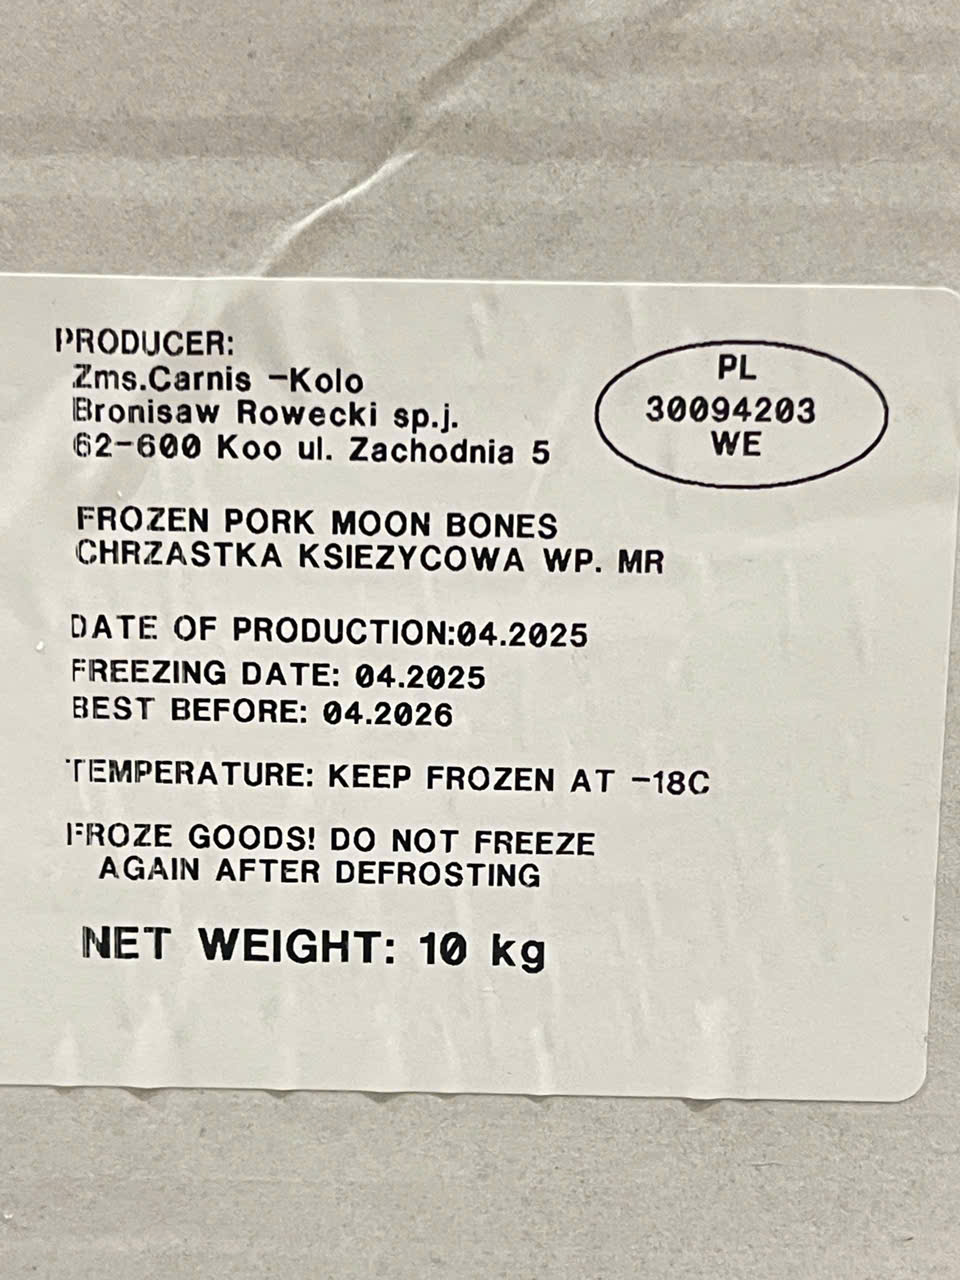 PRODUCER:
Zms.Carnis -Kolo
Bronisaw Rowecki sp.j.
62-600 Koo ul. Zachodnia 5
PL
30094203
WE
FROZEN PORK MOON BONES
CHRZASTKA KSIEZYCOWA WP. MR
DATE OF PRODUCTION:04.2025
FREEZING DATE: 04.2025
BEST BEFORE: 04.2026
TEMPERATURE: KEEP FROZEN AT -18C
FROZE GOODS! DO NOT FREEZE
AGAIN AFTER DEFROSTING
NET WEIGHT: 10 kg